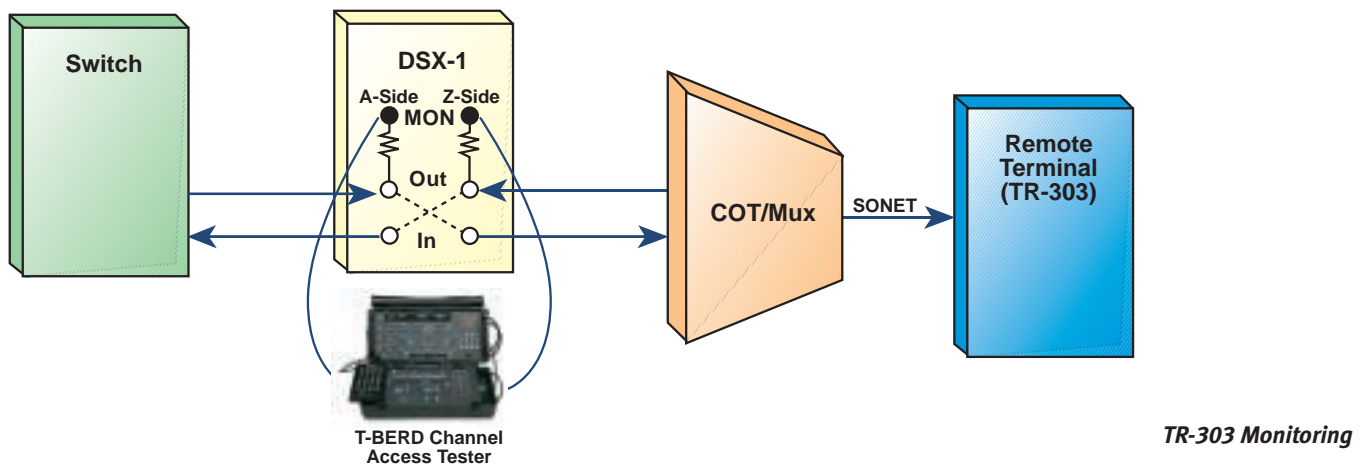 Switch
DSX-1
A-Side Z-Side
MON
Out
In
COT/Mux
SONET
Remote
Terminal
(TR-303)
T-BERD Channel
Access Tester
TR-303 Monitoring